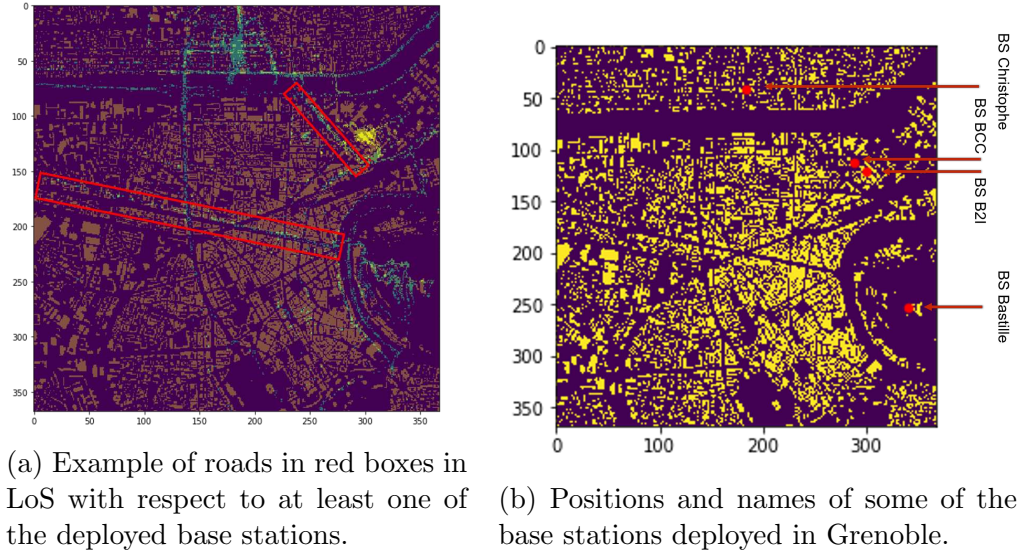 0
50
100
150
200
250
300
350
0 50 100 150 200 250 300 350
(a) Example of roads in red boxes in
LoS with respect to at least one of
the deployed base stations.
0
50
100
150
200
250
300
350
0 100 200 300
BS Christophe
BS BCC
BS B2I
BS Bastille
(b) Positions and names of some of the
base stations deployed in Grenoble.